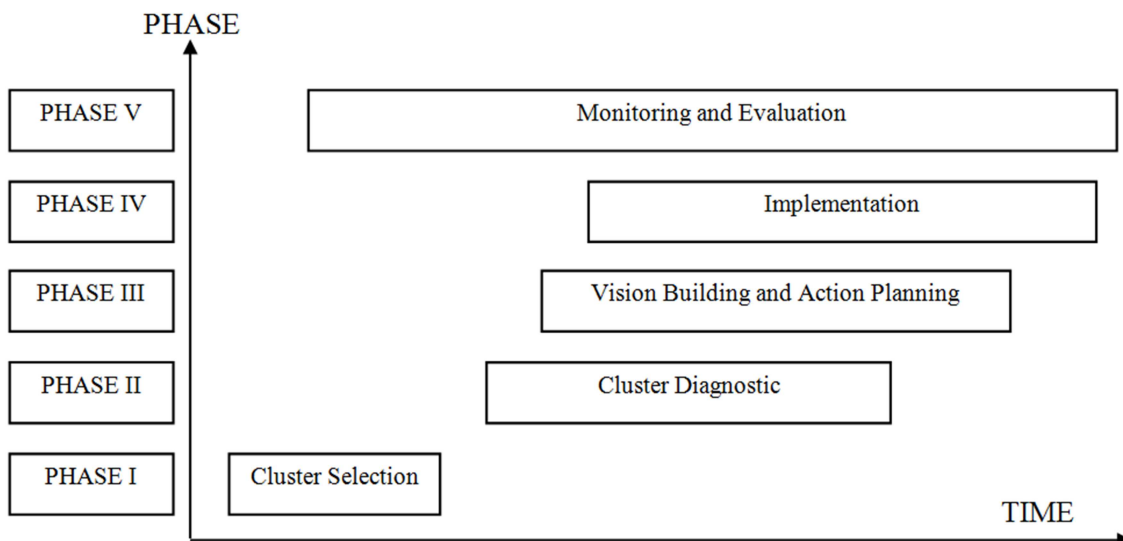 PHASE
PHASE V
Monitoring and Evaluation
PHASE IV
Implementation
PHASE III
Vision Building and Action Planning
PHASE II
Cluster Diagnostic
PHASE I
Cluster Selection
TIME